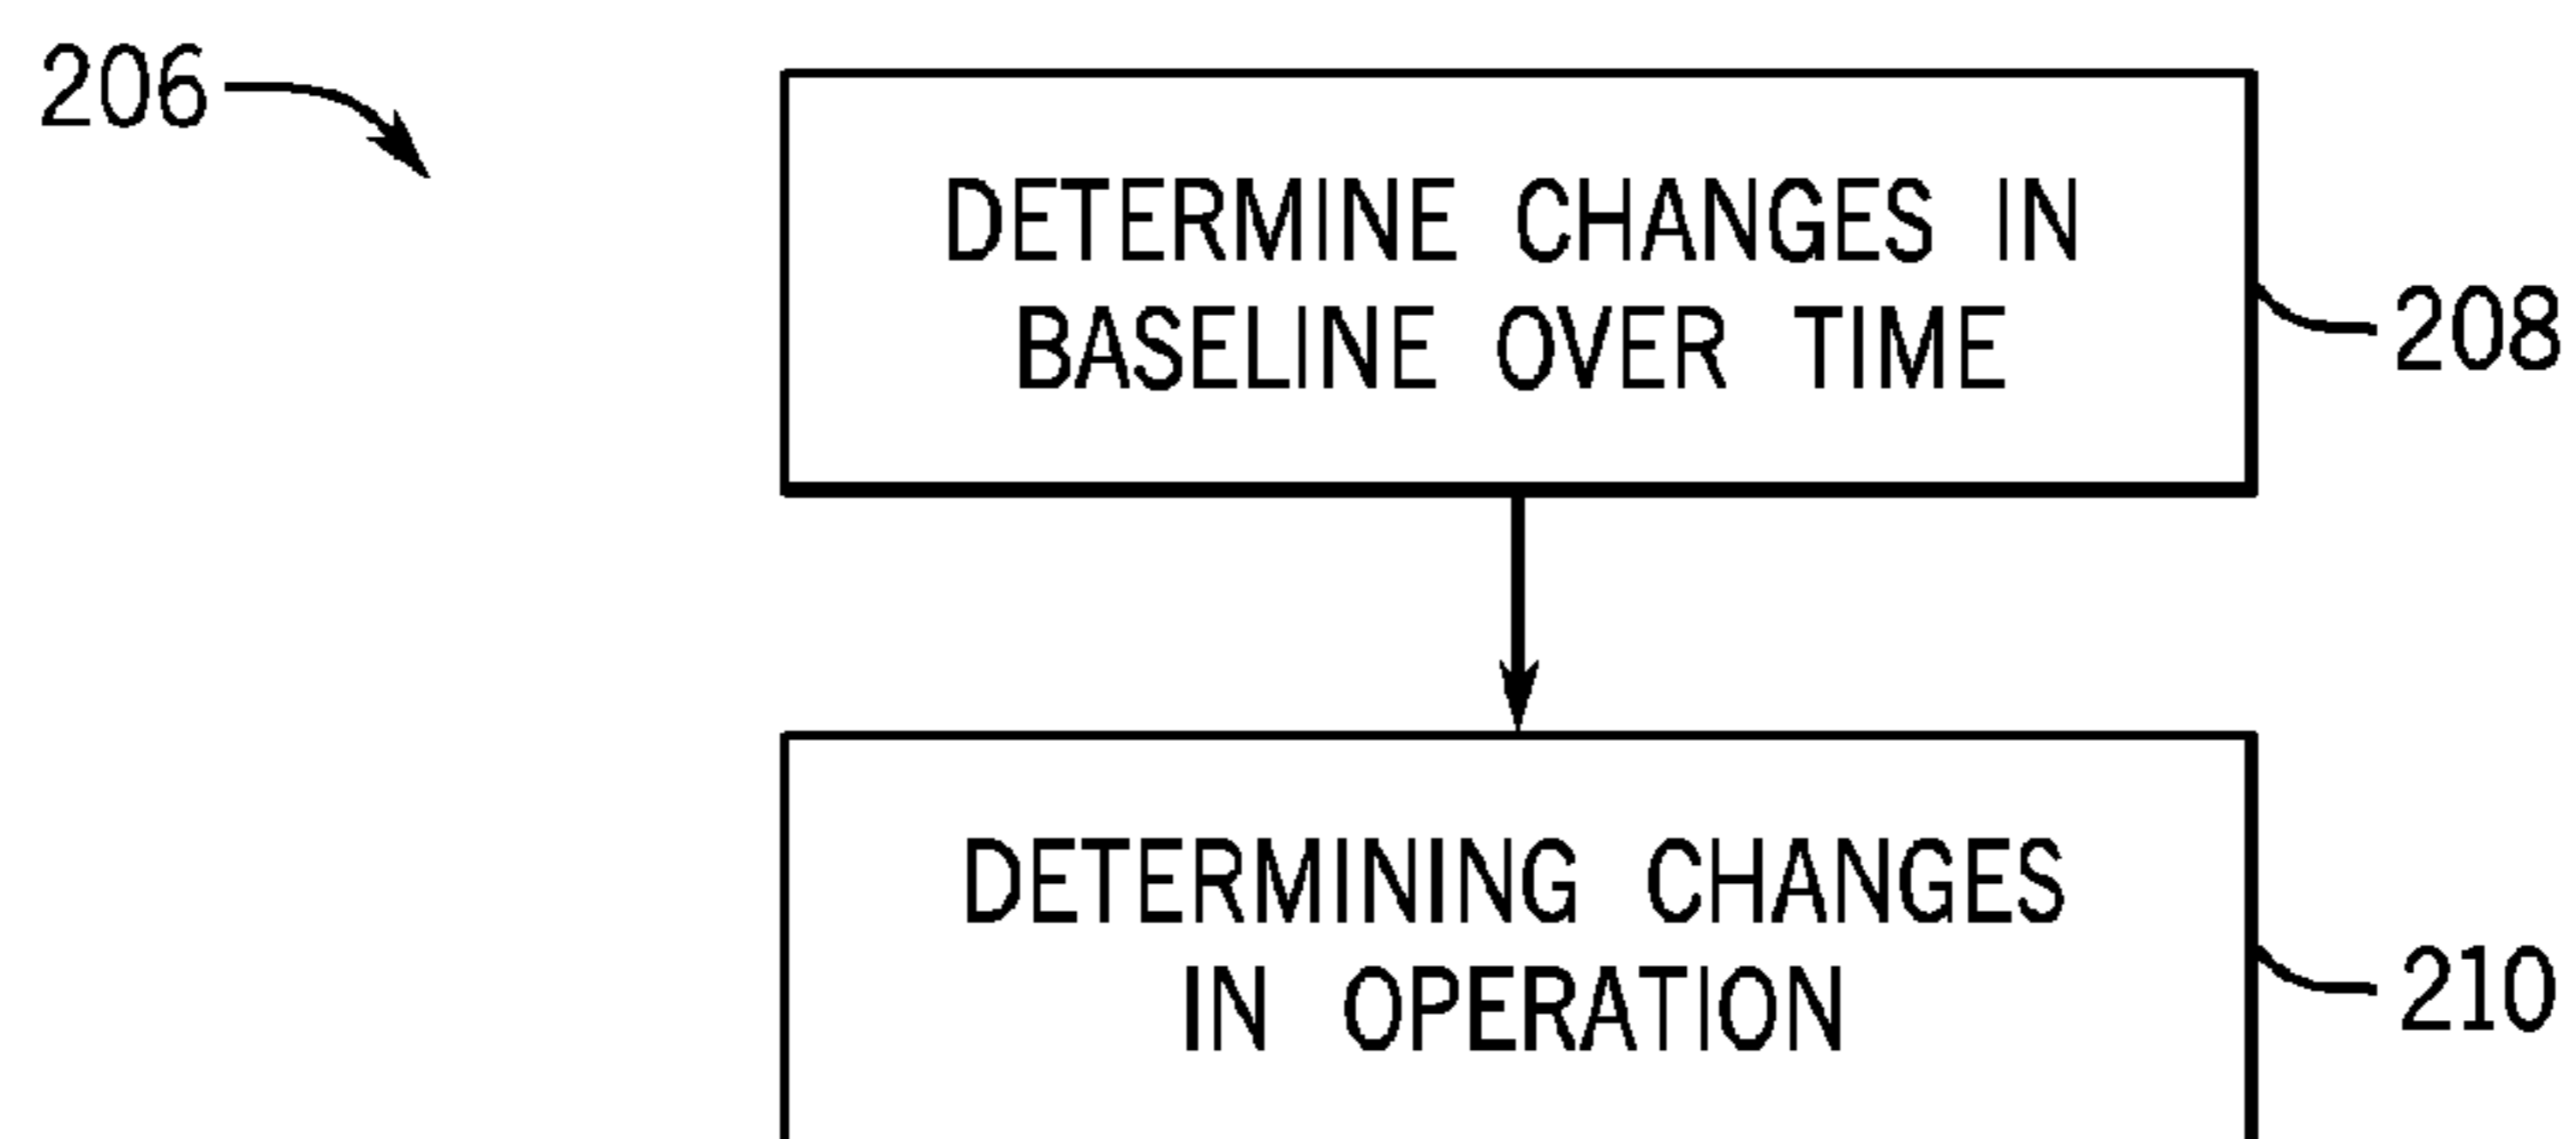 206
DETERMINE CHANGES IN
BASELINE OVER TIME
208
DETERMINING CHANGES
IN OPERATION
210